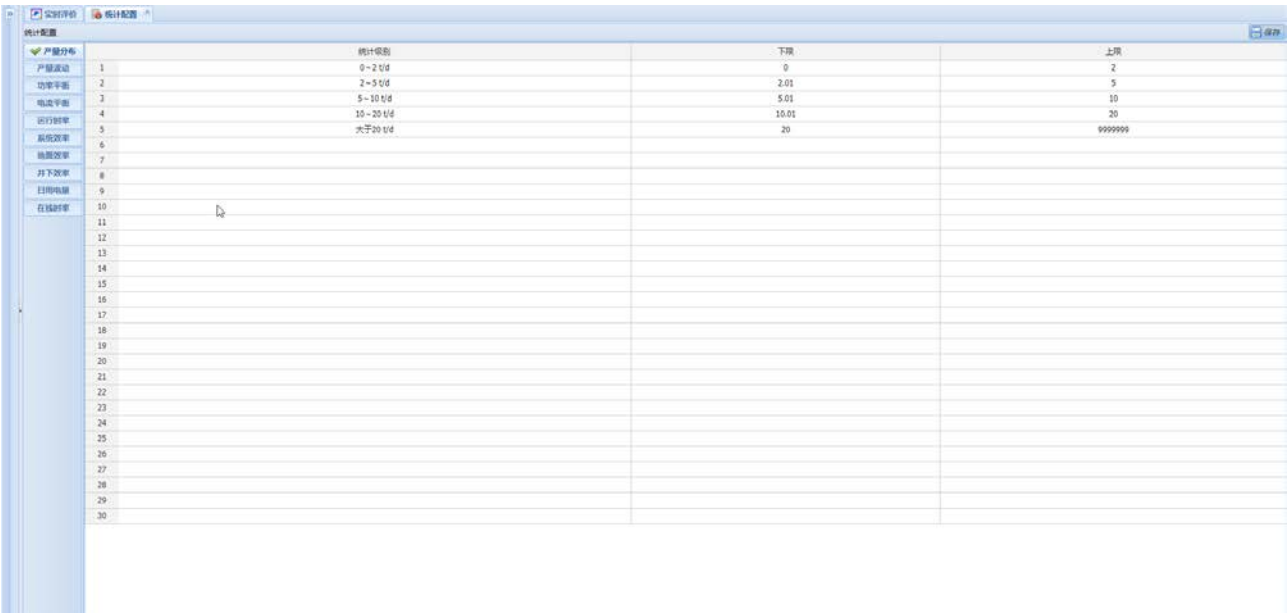 实时评价 统计配置
统计配置 保存
产量分布 统计级别 下限 上限
产量波动
功率平衡
电流平衡
运行时率
系统效率
地面效率
井下效率
日用电量
在线时率
1 0~2 t/d 0 2
2 2~5 t/d 2.01 5
3 5~10 t/d 5.01 10
4 10~20 t/d 10.01 20
5 大于20 t/d 20 9999999
6
7
8
9
10
11
12
13
14
15
16
17
18
19
20
21
22
23
24
25
26
27
28
29
30